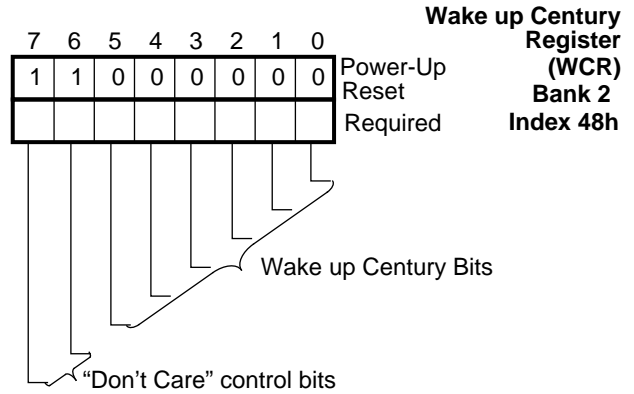 Wake up Century
Register
(WCR)
Bank 2
Index 48h
7 6 5 4 3 2 1 0
1 1 0 0 0 0 0 0 Power-Up
Reset
Required
Wake up Century Bits
“Don’t Care” control bits